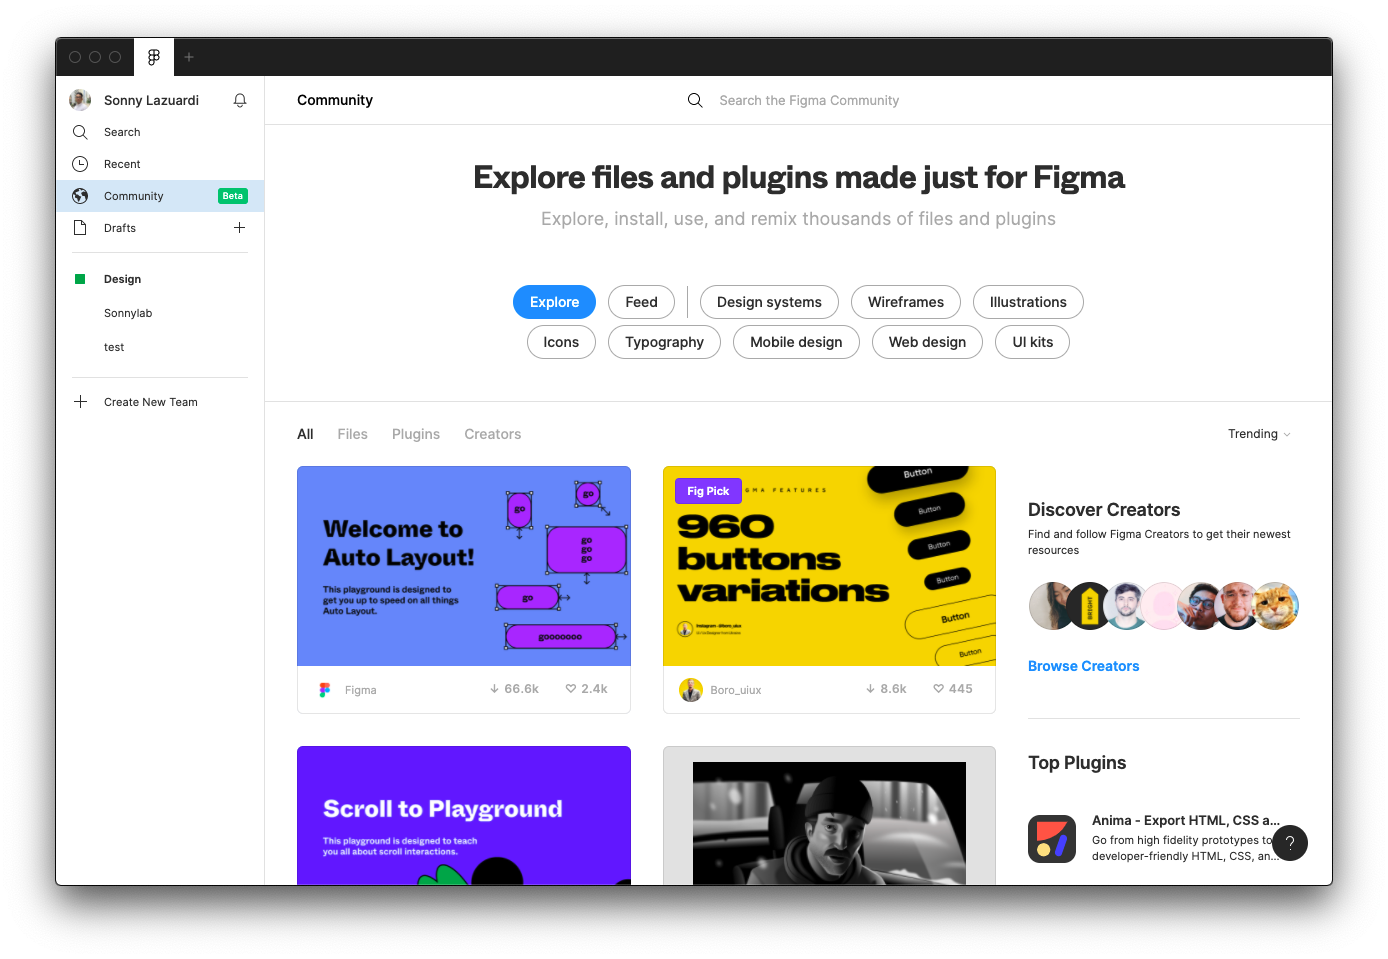 Sonny Lazuardi
Search
Recent
Community Beta
Drafts
Design
Sonnylab
test
Create New Team
Community
Search the Figma Community
Explore files and plugins made just for Figma
Explore, install, use, and remix thousands of files and plugins
Explore Feed Design systems Wireframes Illustrations
Icons Typography Mobile design Web design UI kits
All Files Plugins Creators
Trending
Welcome to
Auto Layout!
This playground is designed to
get you up to speed on all things
Auto Layout.
go
go
go
go
go
go
gooooooo
Figma 66.6k 2.4k
Fig Pick
GMA FEATURES
960
buttons
variations
Button
Button
Button
Button
Button
Button
Boro_uiux 8.6k 445
Scroll to Playground
This playground is designed to teach
you all about scroll interactions.
Discover Creators
Find and follow Figma Creators to get their newest
resources
BRIGHT
Browse Creators
Top Plugins
Anima - Export HTML, CSS a...
Go from high fidelity prototypes to
developer-friendly HTML, CSS, an...
?